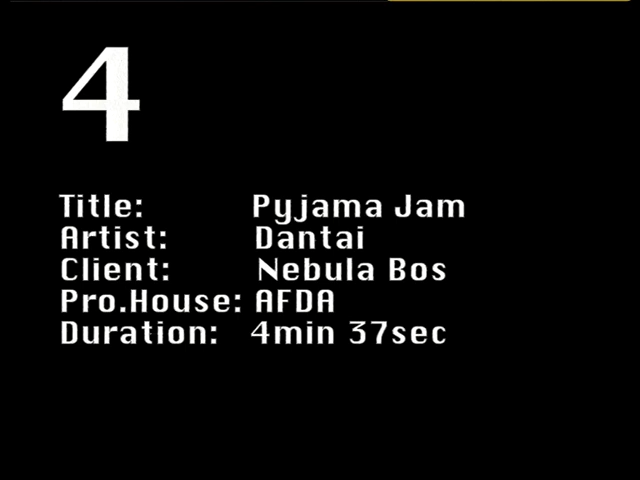 4
Title: Pyjama Jam
Artist: Dantai
Client: Nebula Bos
Pro.House: AFDA
Duration: 4min 37sec